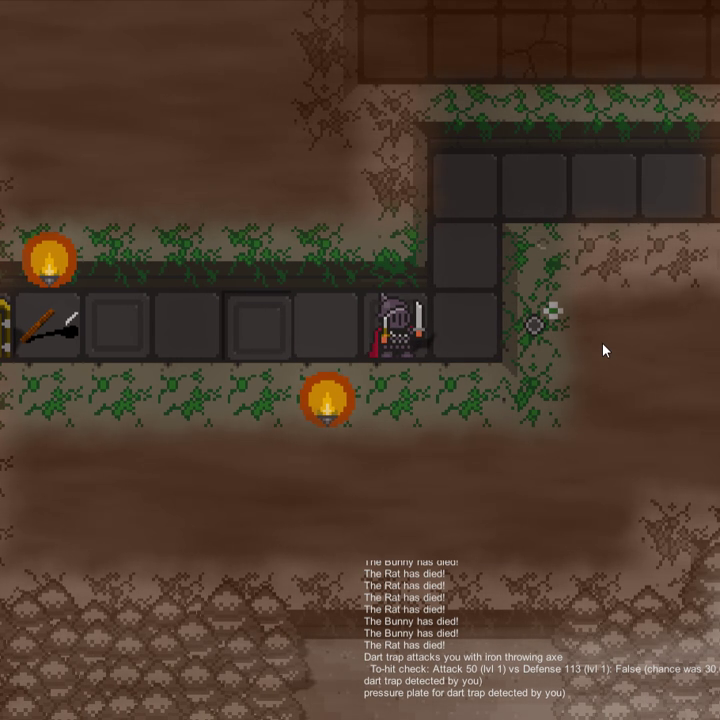 The Bunny has died!
The Rat has died!
The Rat has died!
The Rat has died!
The Rat has died!
The Bunny has died!
The Bunny has died!
The Rat has died!
Dart trap attacks you with iron throwing axe
To-hit check: Attack 50 (lvl 1) vs Defense 113 (lvl 1): False (chance was 30.
dart trap detected by you)
pressure plate for dart trap detected by you)